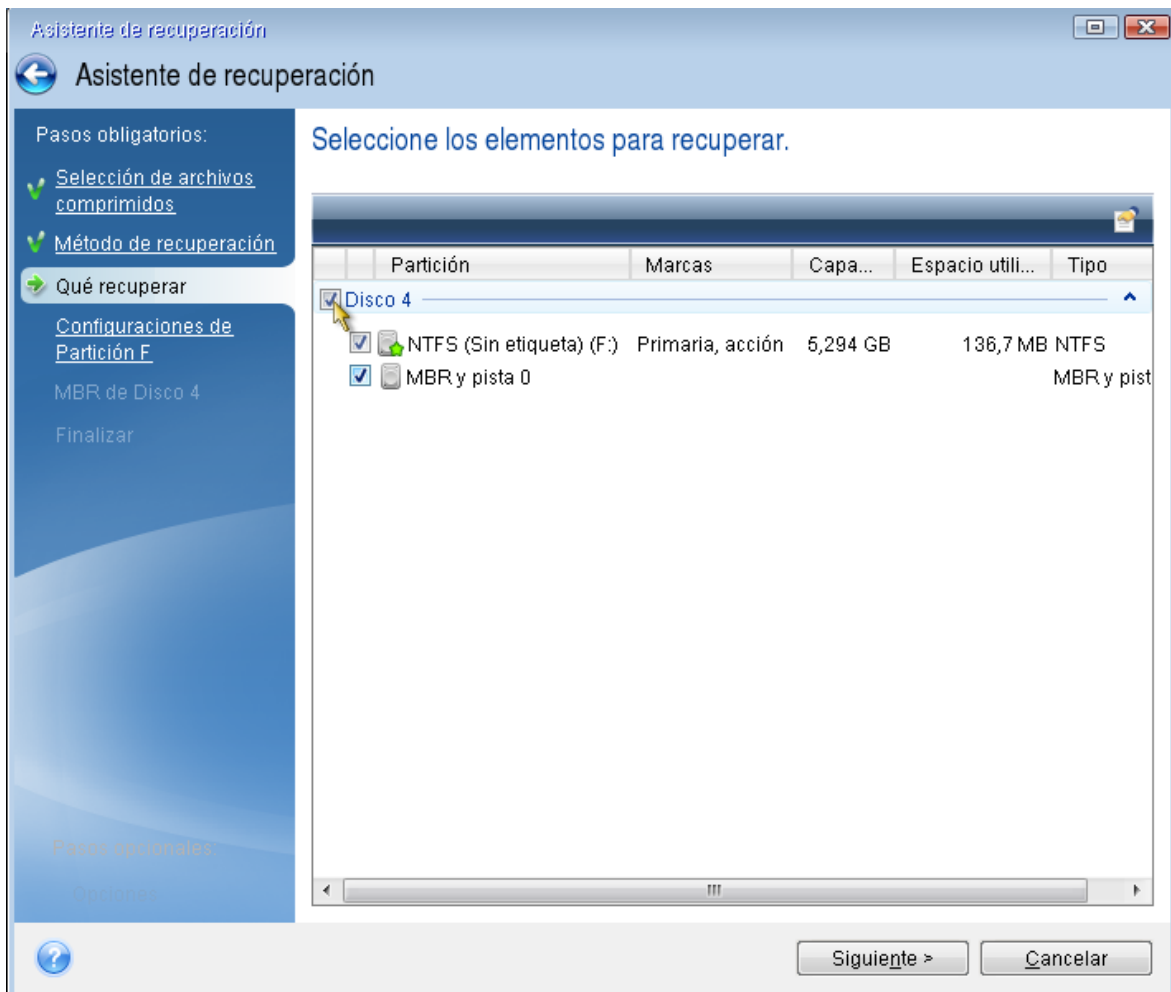 Asistente de recuperación
Asistente de recuperación
Pasos obligatorios:
Selección de archivos
comprimidos
Método de recuperación
Qué recuperar
Configuraciones de
Partición F
MBR de Disco 4
Finalizar
Pasos opcionales:
Opciones
Seleccione los elementos para recuperar.
Partición Marcas Capa... Espacio utili... Tipo
Disco 4
NTFS (Sin etiqueta) (F:) Primaria, acción 5,294 GB 136,7 MB NTFS
MBR y pista 0 MBR y pist
Siguiente > Cancelar